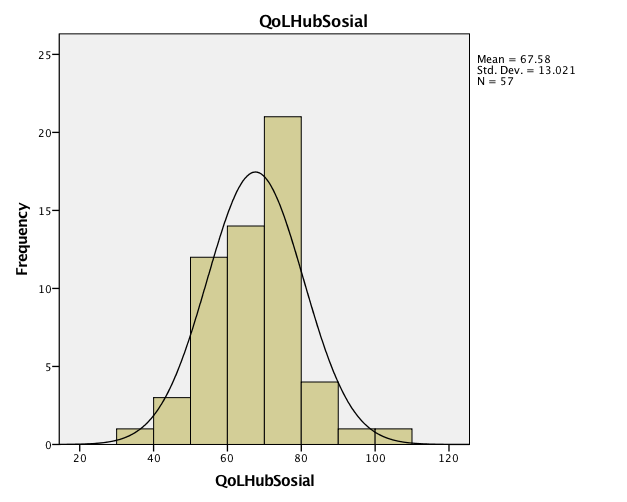 QoLHubSosial
Mean = 67.58
Std. Dev. = 13.021
N = 57
25
20
15
10
5
0
Frequency
20 40 60 80 100 120
QoLHubSosial